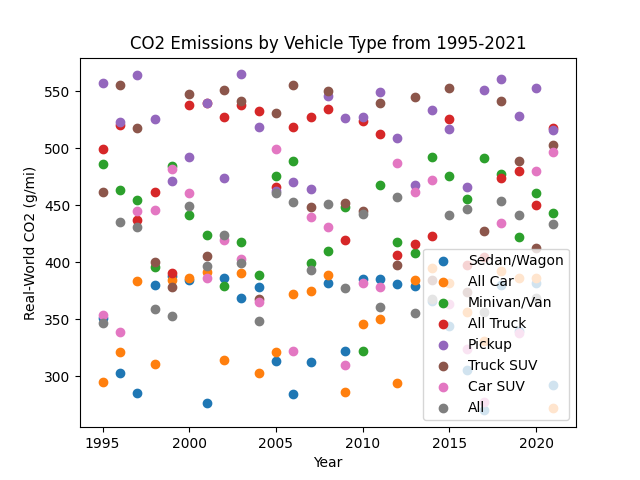 CO2 Emissions by Vehicle Type from 1995-2021
Real-World CO2 (g/mi)
550
500
450
400
350
300
1995
2000
2005
2010
2015
2020
Year
Sedan/Wagon
All Car
Minivan/Van
All Truck
Pickup
Truck SUV
Car SUV
All